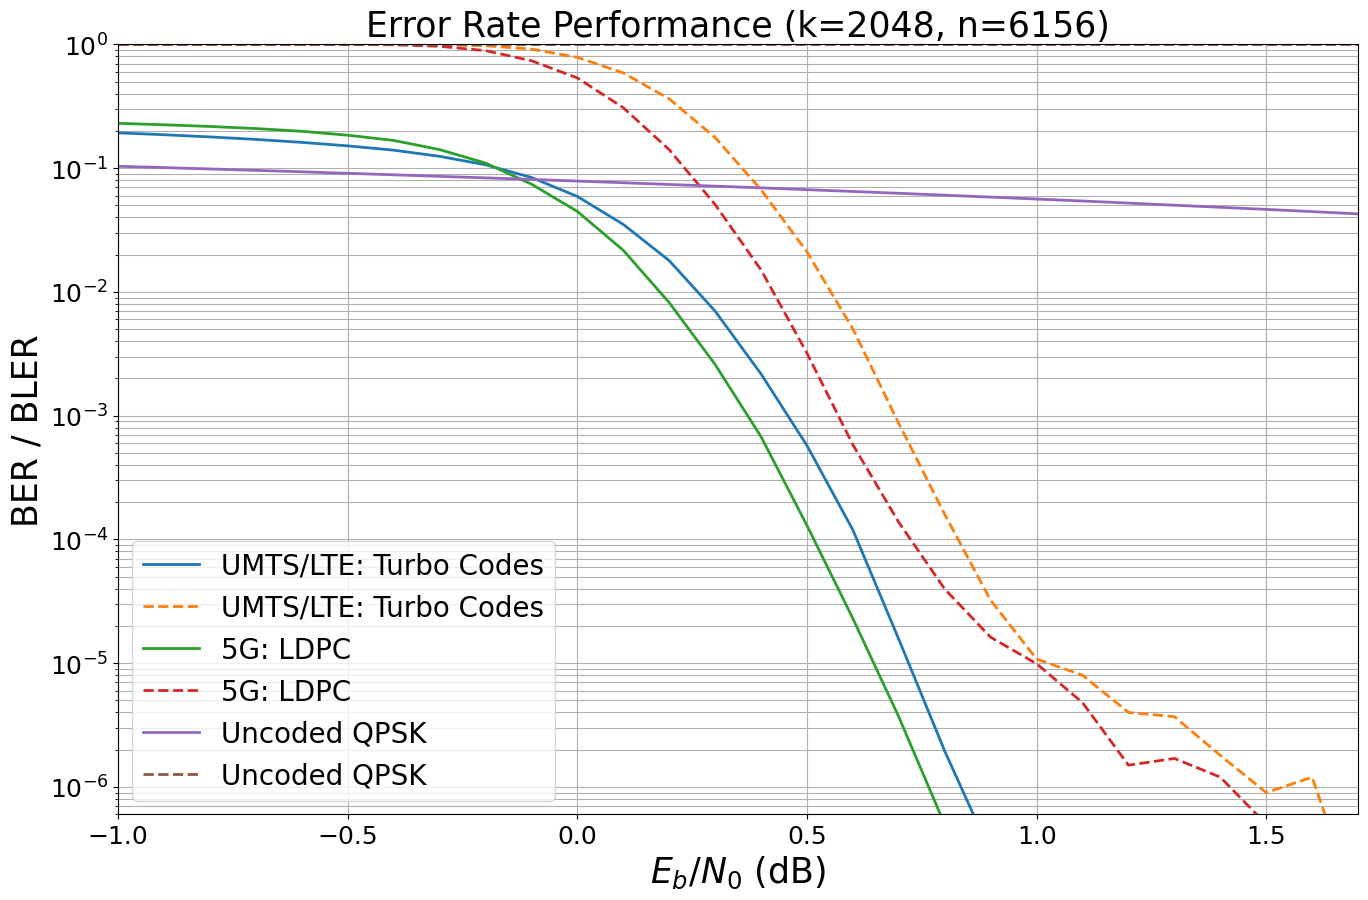 Error Rate Performance (k=2048, n=6156)
10⁰
10⁻¹
10⁻²
10⁻³
10⁻⁴
10⁻⁵
10⁻⁶
BER / BLER
UMTS/LTE: Turbo Codes
UMTS/LTE: Turbo Codes
5G: LDPC
5G: LDPC
Uncoded QPSK
Uncoded QPSK
−1.0 −0.5 0.0 0.5 1.0 1.5
E_b/N_0 (dB)